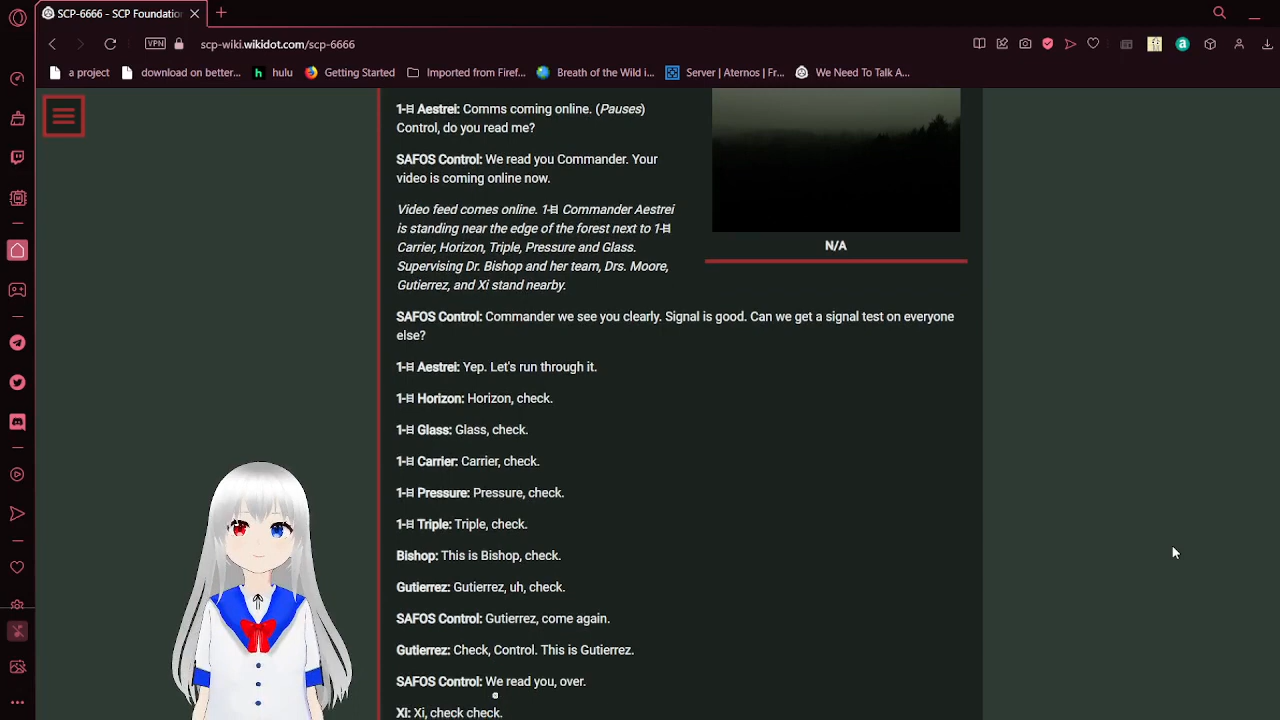 SCP-6666 - SCP Foundatio
VPN
scp-wiki.wikidot.com/scp-6666
a project
download on better...
hulu
Getting Started
Imported from Firef...
Breath of the Wild i...
Server | Aternos | Fr...
We Need To Talk A...
1-ⵌ Aestrei: Comms coming online. (Pauses)
Control, do you read me?
SAFOS Control: We read you Commander. Your
video is coming online now.
Video feed comes online. 1-ⵌ Commander Aestrei
is standing near the edge of the forest next to 1-ⵌ
Carrier, Horizon, Triple, Pressure and Glass.
Supervising Dr. Bishop and her team, Drs. Moore,
Gutierrez, and Xi stand nearby.
N/A
SAFOS Control: Commander we see you clearly. Signal is good. Can we get a signal test on everyone
else?
1-ⵌ Aestrei: Yep. Let's run through it.
1-ⵌ Horizon: Horizon, check.
1-ⵌ Glass: Glass, check.
1-ⵌ Carrier: Carrier, check.
1-ⵌ Pressure: Pressure, check.
1-ⵌ Triple: Triple, check.
Bishop: This is Bishop, check.
Gutierrez: Gutierrez, uh, check.
SAFOS Control: Gutierrez, come again.
Gutierrez: Check, Control. This is Gutierrez.
SAFOS Control: We read you, over.
Xi: Xi, check check.